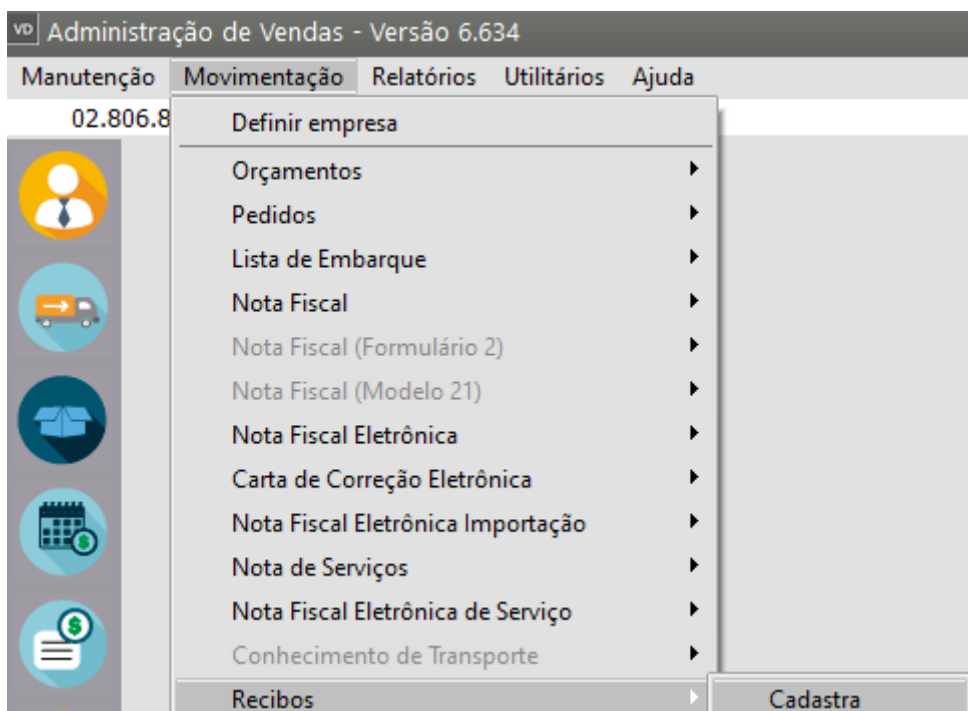 VD Administração de Vendas - Versão 6.634
Manutenção Movimentação Relatórios Utilitários Ajuda
02.806.8
Definir empresa
Orçamentos
Pedidos
Lista de Embarque
Nota Fiscal
Nota Fiscal (Formulário 2)
Nota Fiscal (Modelo 21)
Nota Fiscal Eletrônica
Carta de Correção Eletrônica
Nota Fiscal Eletrônica Importação
Nota de Serviços
Nota Fiscal Eletrônica de Serviço
Conhecimento de Transporte
Recibos Cadastra